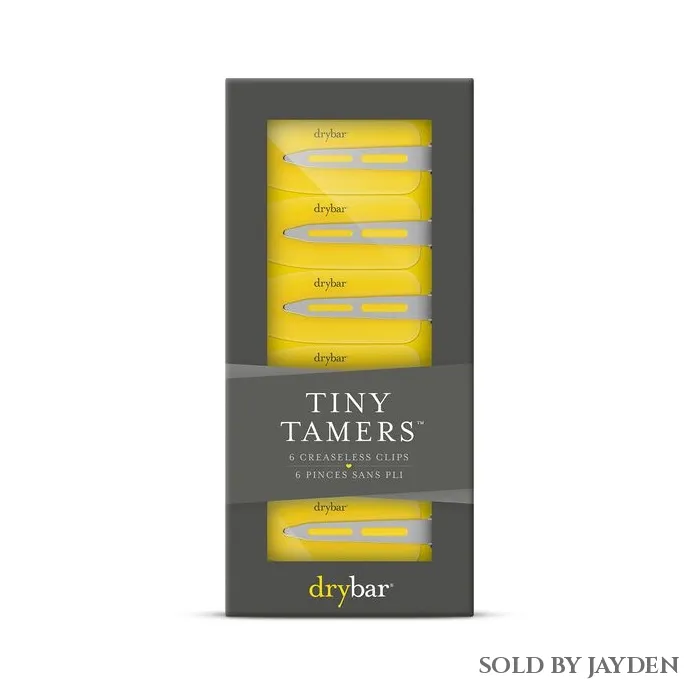 drybar
drybar
drybar
drybar
TINY
TAMERS™
6 CREASELESS CLIPS
6 PINCES SANS PLI
drybar
drybar®
SOLD BY JAYDEN